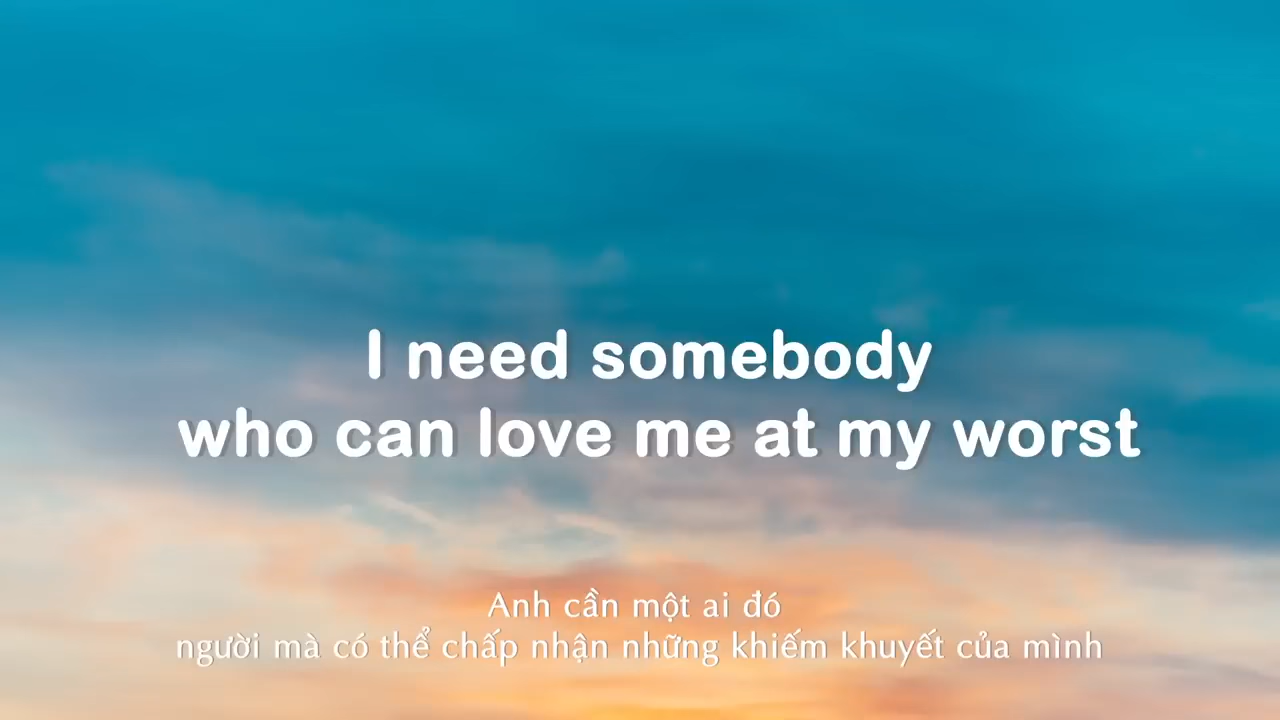 I need somebody
who can love me at my worst
Anh cần một ai đó
người mà có thể chấp nhận những khiếm khuyết của mình